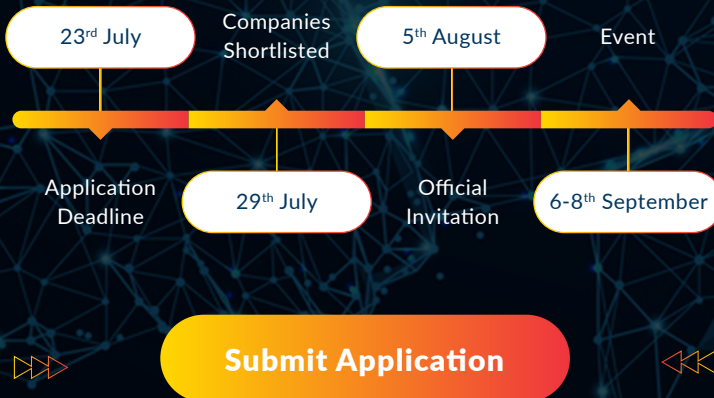 23rd July
Application
Deadline
Companies
Shortlisted
29th July
5th August
Official
Invitation
Event
6-8th September
Submit Application